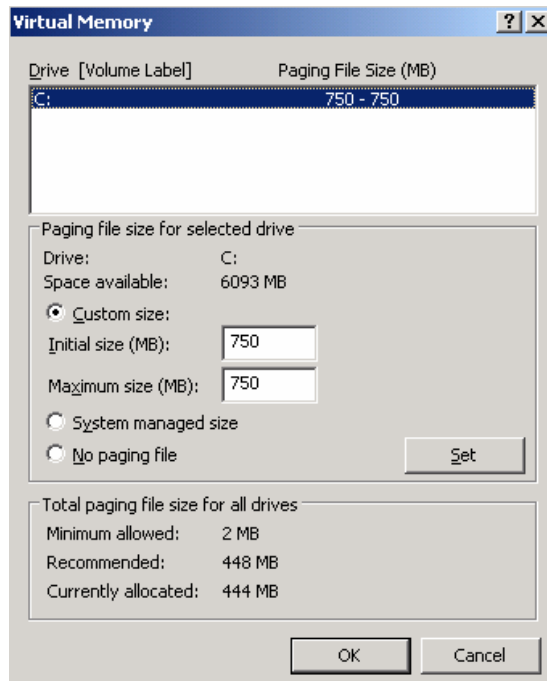 Virtual Memory
Drive [Volume Label] Paging File Size (MB)
C: 750 - 750
Paging file size for selected drive
Drive: C:
Space available: 6093 MB
Custom size:
Initial size (MB): 750
Maximum size (MB): 750
System managed size
No paging file Set
Total paging file size for all drives
Minimum allowed: 2 MB
Recommended: 448 MB
Currently allocated: 444 MB
OK Cancel